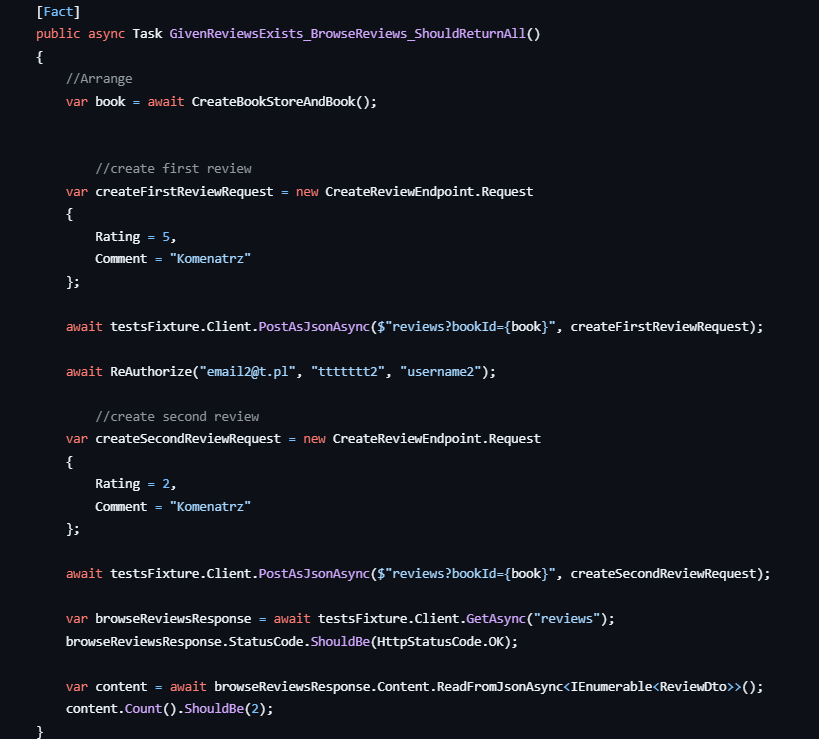 [Fact]
public async Task GivenReviewsExists_BrowseReviews_ShouldReturnAll()
{
    //Arrange
    var book = await CreateBookStoreAndBook();
        //create first review
    var createFirstReviewRequest = new CreateReviewEndpoint.Request
    {
        Rating = 5,
        Comment = "Komenatrz"
    };
    await testsFixture.Client.PostAsJsonAsync($"reviews?bookId={book}", createFirstReviewRequest);
    await ReAuthorize("email2@t.pl", "ttttttt2", "username2");
        //create second review
    var createSecondReviewRequest = new CreateReviewEndpoint.Request
    {
        Rating = 2,
        Comment = "Komenatrz"
    };
    await testsFixture.Client.PostAsJsonAsync($"reviews?bookId={book}", createSecondReviewRequest);
    var browseReviewsResponse = await testsFixture.Client.GetAsync("reviews");
    browseReviewsResponse.StatusCode.ShouldBe(HttpStatusCode.OK);
    var content = await browseReviewsResponse.Content.ReadFromJsonAsync<IEnumerable<ReviewDto>>();
    content.Count().ShouldBe(2);
}